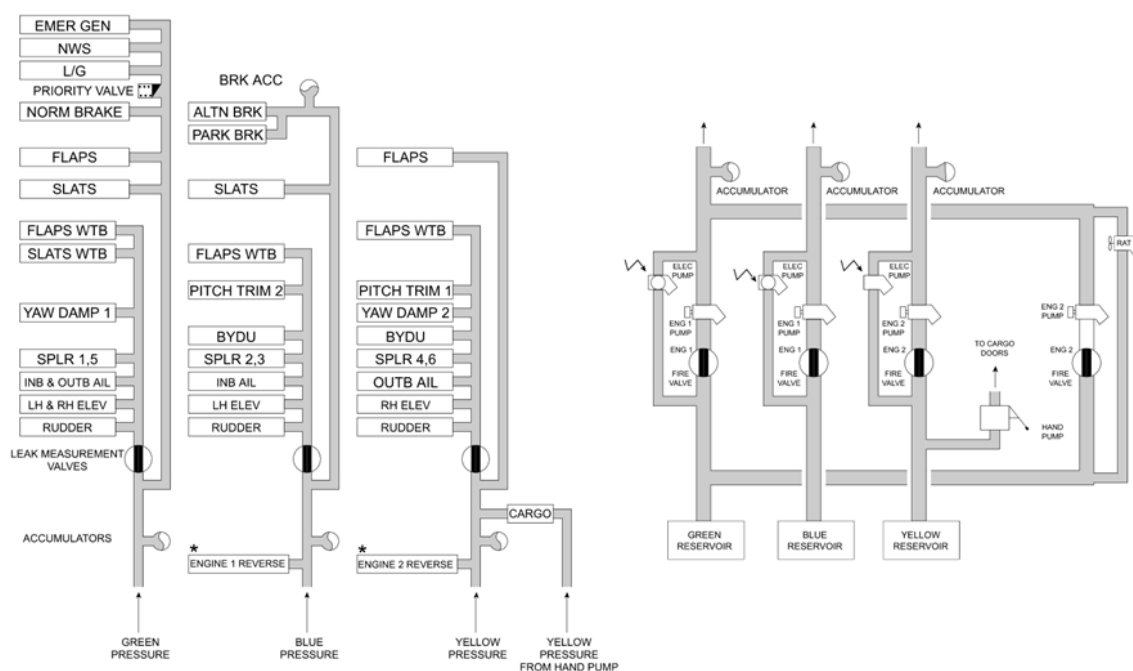 EMER GEN
NWS
L/G
PRIORITY VALVE
NORM BRAKE
FLAPS
SLATS
FLAPS WTB
SLATS WTB
YAW DAMP 1
SPLR 1,5
INB & OUTB AIL
LH & RH ELEV
RUDDER
LEAK MEASUREMENT
VALVES
ACCUMULATORS
GREEN
PRESSURE
BRK ACC
ALTN BRK
PARK BRK
SLATS
FLAPS WTB
PITCH TRIM 2
BYDU
SPLR 2,3
INB AIL
LH ELEV
RUDDER
*
ENGINE 1 REVERSE
BLUE
PRESSURE
FLAPS
FLAPS WTB
PITCH TRIM 1
YAW DAMP 2
BYDU
SPLR 4,6
OUTB AIL
RH ELEV
RUDDER
CARGO
*
ENGINE 2 REVERSE
YELLOW
PRESSURE
YELLOW
PRESSURE
FROM HAND PUMP
ACCUMULATOR
ACCUMULATOR
ACCUMULATOR
RAT
ELEC
PUMP
ELEC
PUMP
ELEC
PUMP
ENG 1
PUMP
ENG 1
PUMP
ENG 2
PUMP
ENG 2
PUMP
ENG 1
FIRE
VALVE
ENG 1
FIRE
VALVE
ENG 2
FIRE
VALVE
ENG 2
FIRE
VALVE
TO CARGO
DOORS
HAND
PUMP
GREEN
RESERVOIR
BLUE
RESERVOIR
YELLOW
RESERVOIR